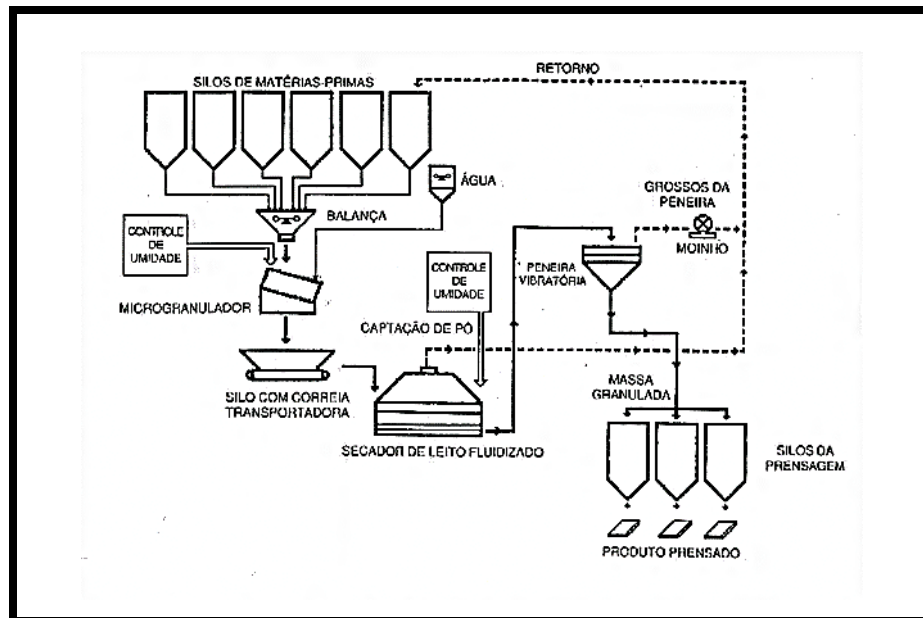 RETORNO
SILOS DE MATÉRIAS-PRIMAS
ÁGUA
GROSSOS DA
PENEIRA
BALANÇA
CONTROLE
DE
UMIDADE
MOINHO
PENEIRA
VIBRATÓRIA
CONTROLE
DE
UMIDADE
MICROGRANULADOR
CAPTAÇÃO DE PÓ
MASSA
GRANULADA
SILO COM CORREIA
TRANSPORTADORA
SECADOR DE LEITO FLUIDIZADO
SILOS DA
PRENSAGEM
PRODUTO PRENSADO